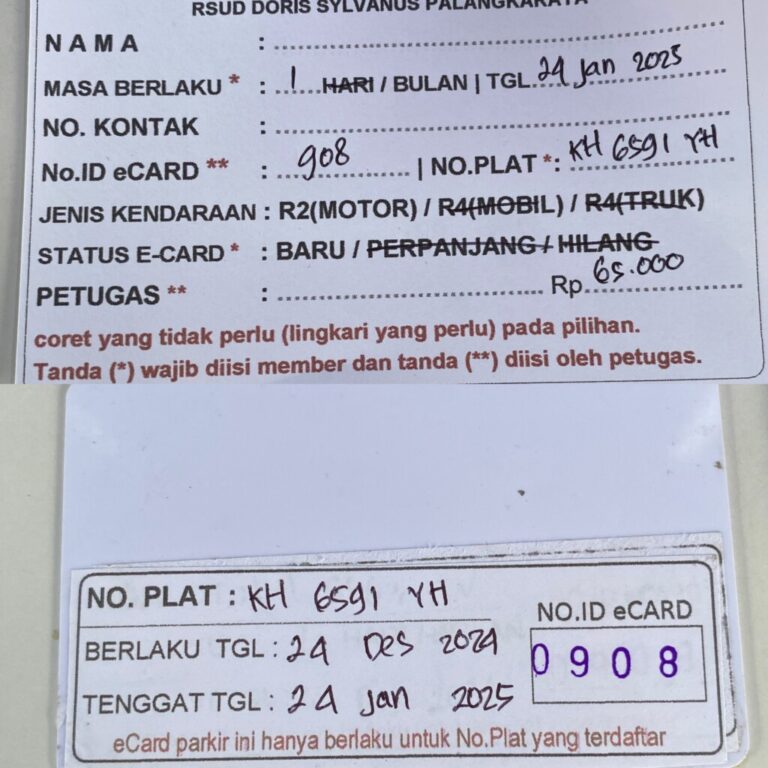 RSUD DORIS SYLVANUS PALANGKARAYA
NAMA :
MASA BERLAKU * : 1 HARI / BULAN | TGL. 24 Jan 2025
NO. KONTAK :
No.ID eCARD ** : 908 | NO.PLAT *: KH 6591 YH
JENIS KENDARAAN : R2(MOTOR) / R4(MOBIL) / R4(TRUK)
STATUS E-CARD * : BARU / PERPANJANG / HILANG
PETUGAS ** : Rp. 65.000
coret yang tidak perlu (lingkari yang perlu) pada pilihan.
Tanda (*) wajib diisi member dan tanda (**) diisi oleh petugas.
NO. PLAT : KH 6591 YH
NO.ID eCARD
BERLAKU TGL : 24 Des 2024
0908
TENGGAT TGL : 24 Jan 2025
eCard parkir ini hanya berlaku untuk No.Plat yang terdaftar